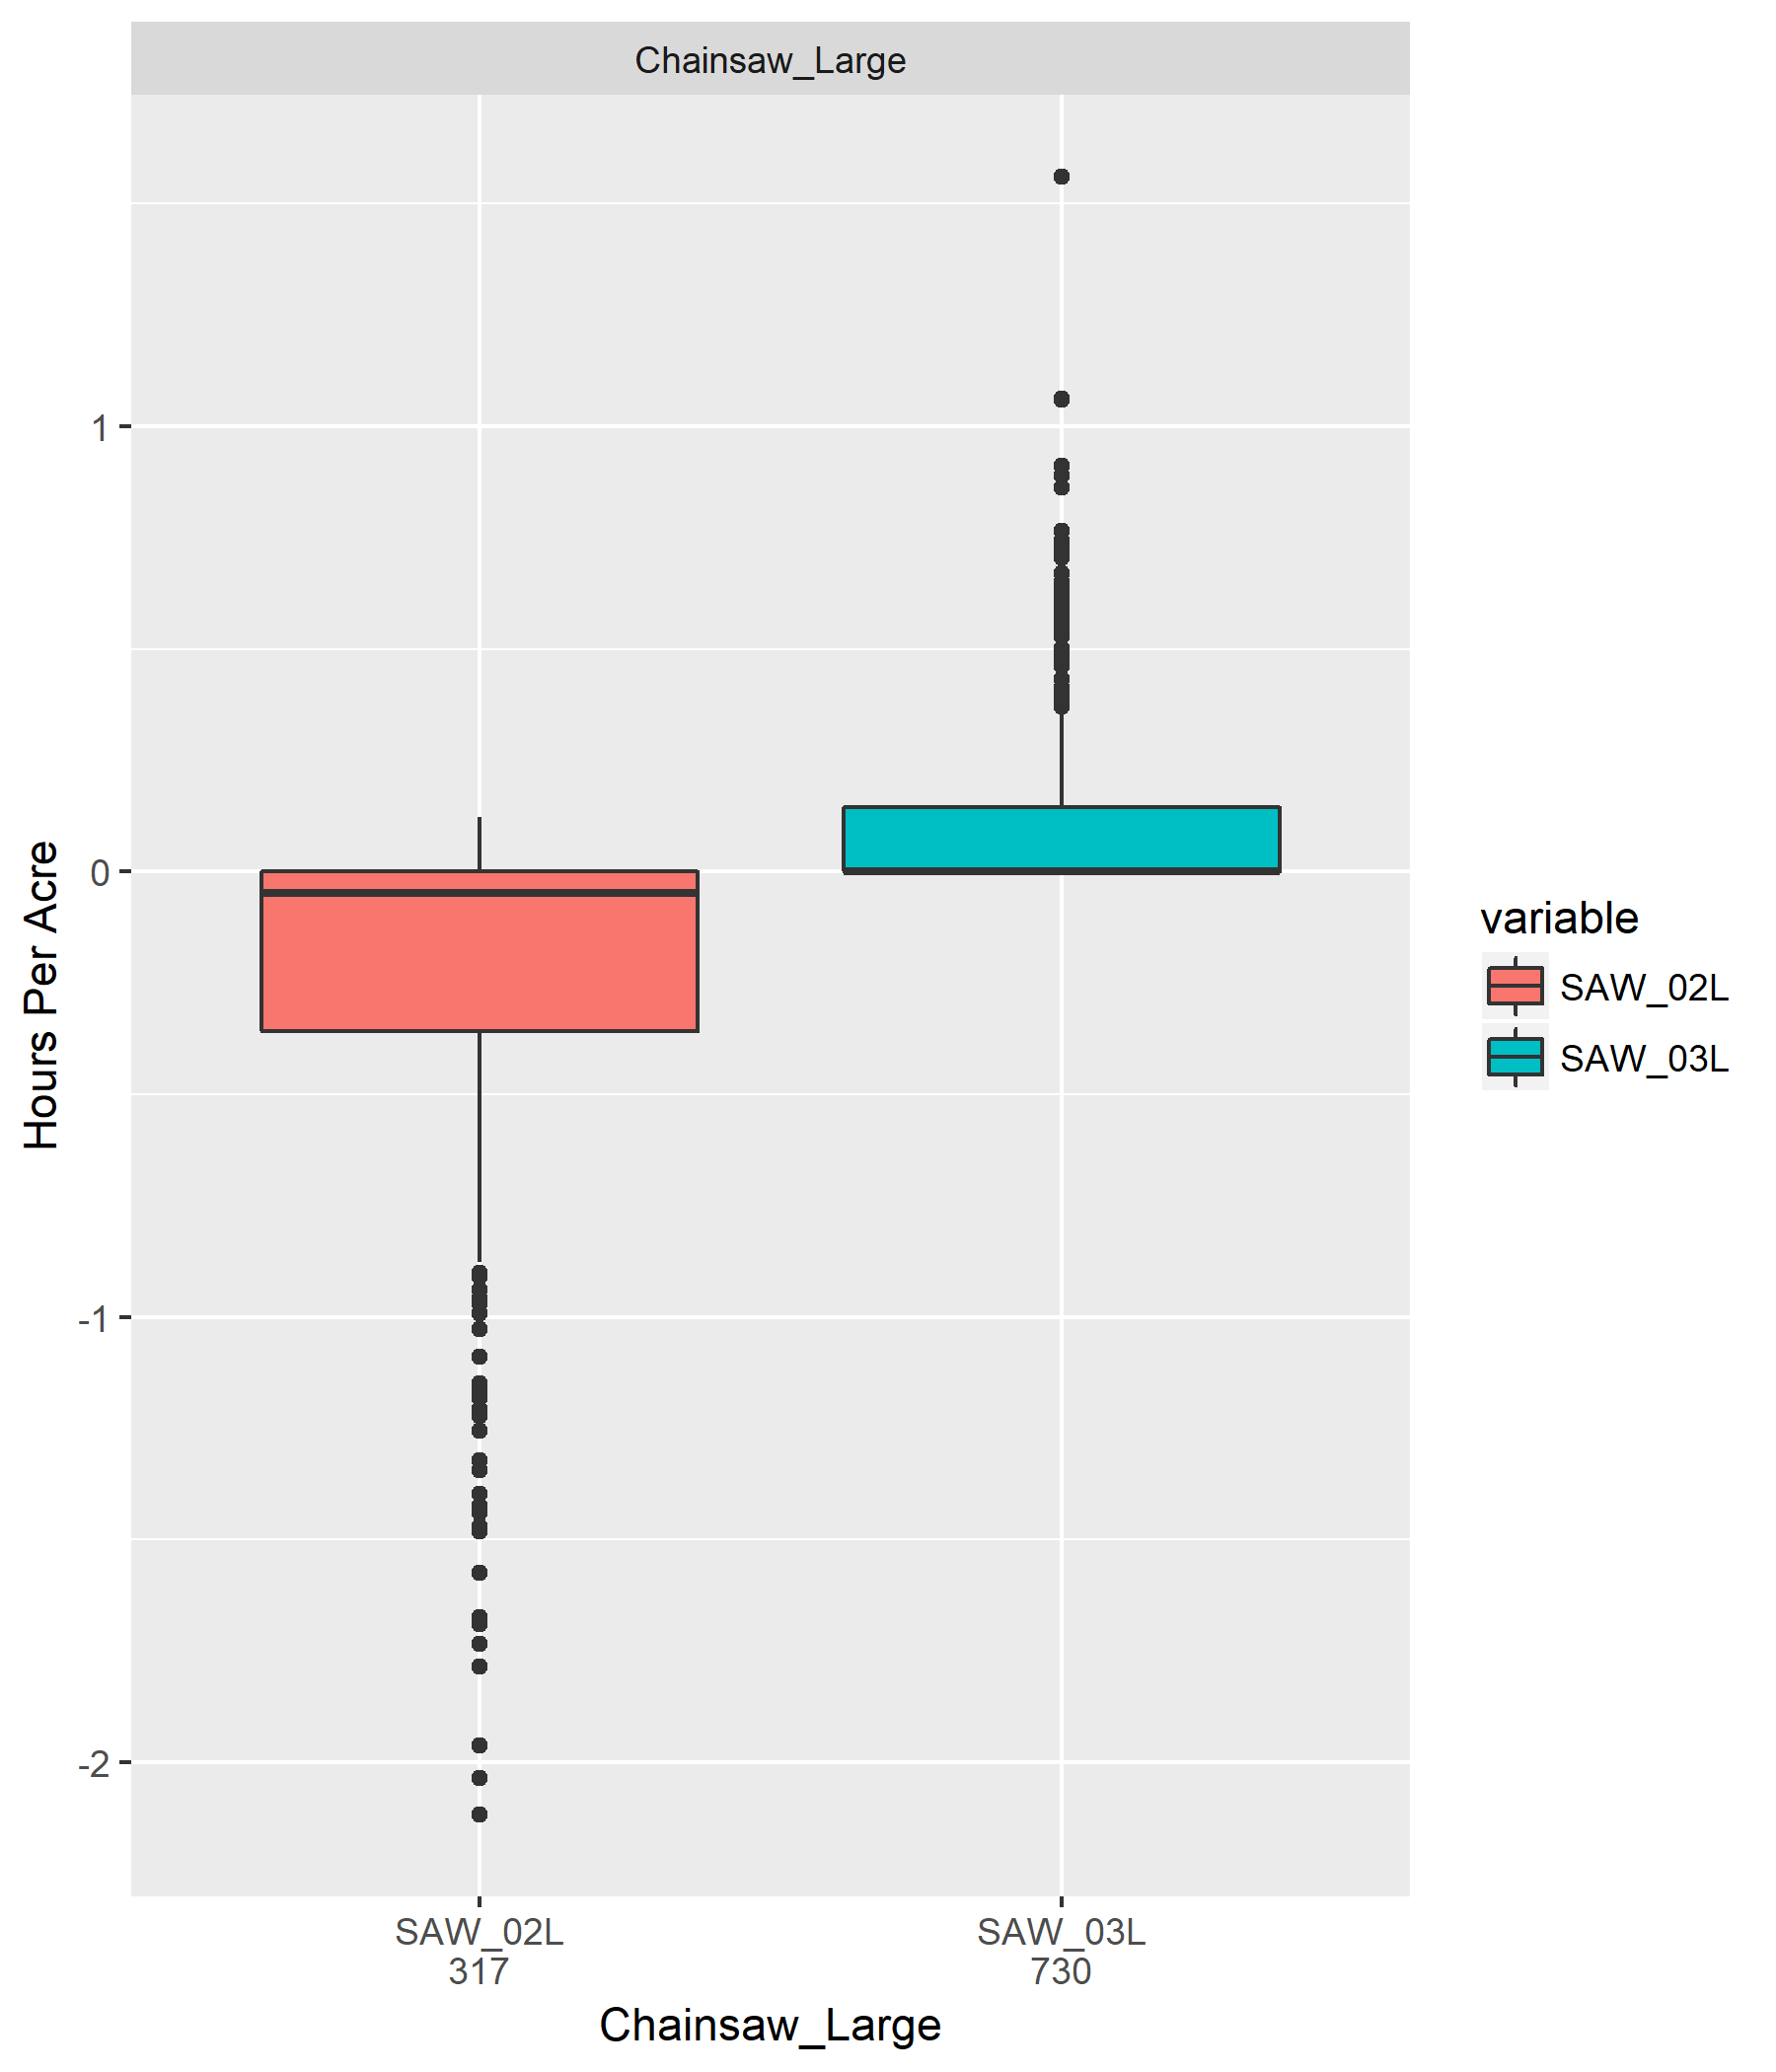 Chainsaw_Large
1
0
-1
-2
Hours Per Acre
SAW_02L
317
SAW_03L
730
Chainsaw_Large
variable
SAW_02L
SAW_03L